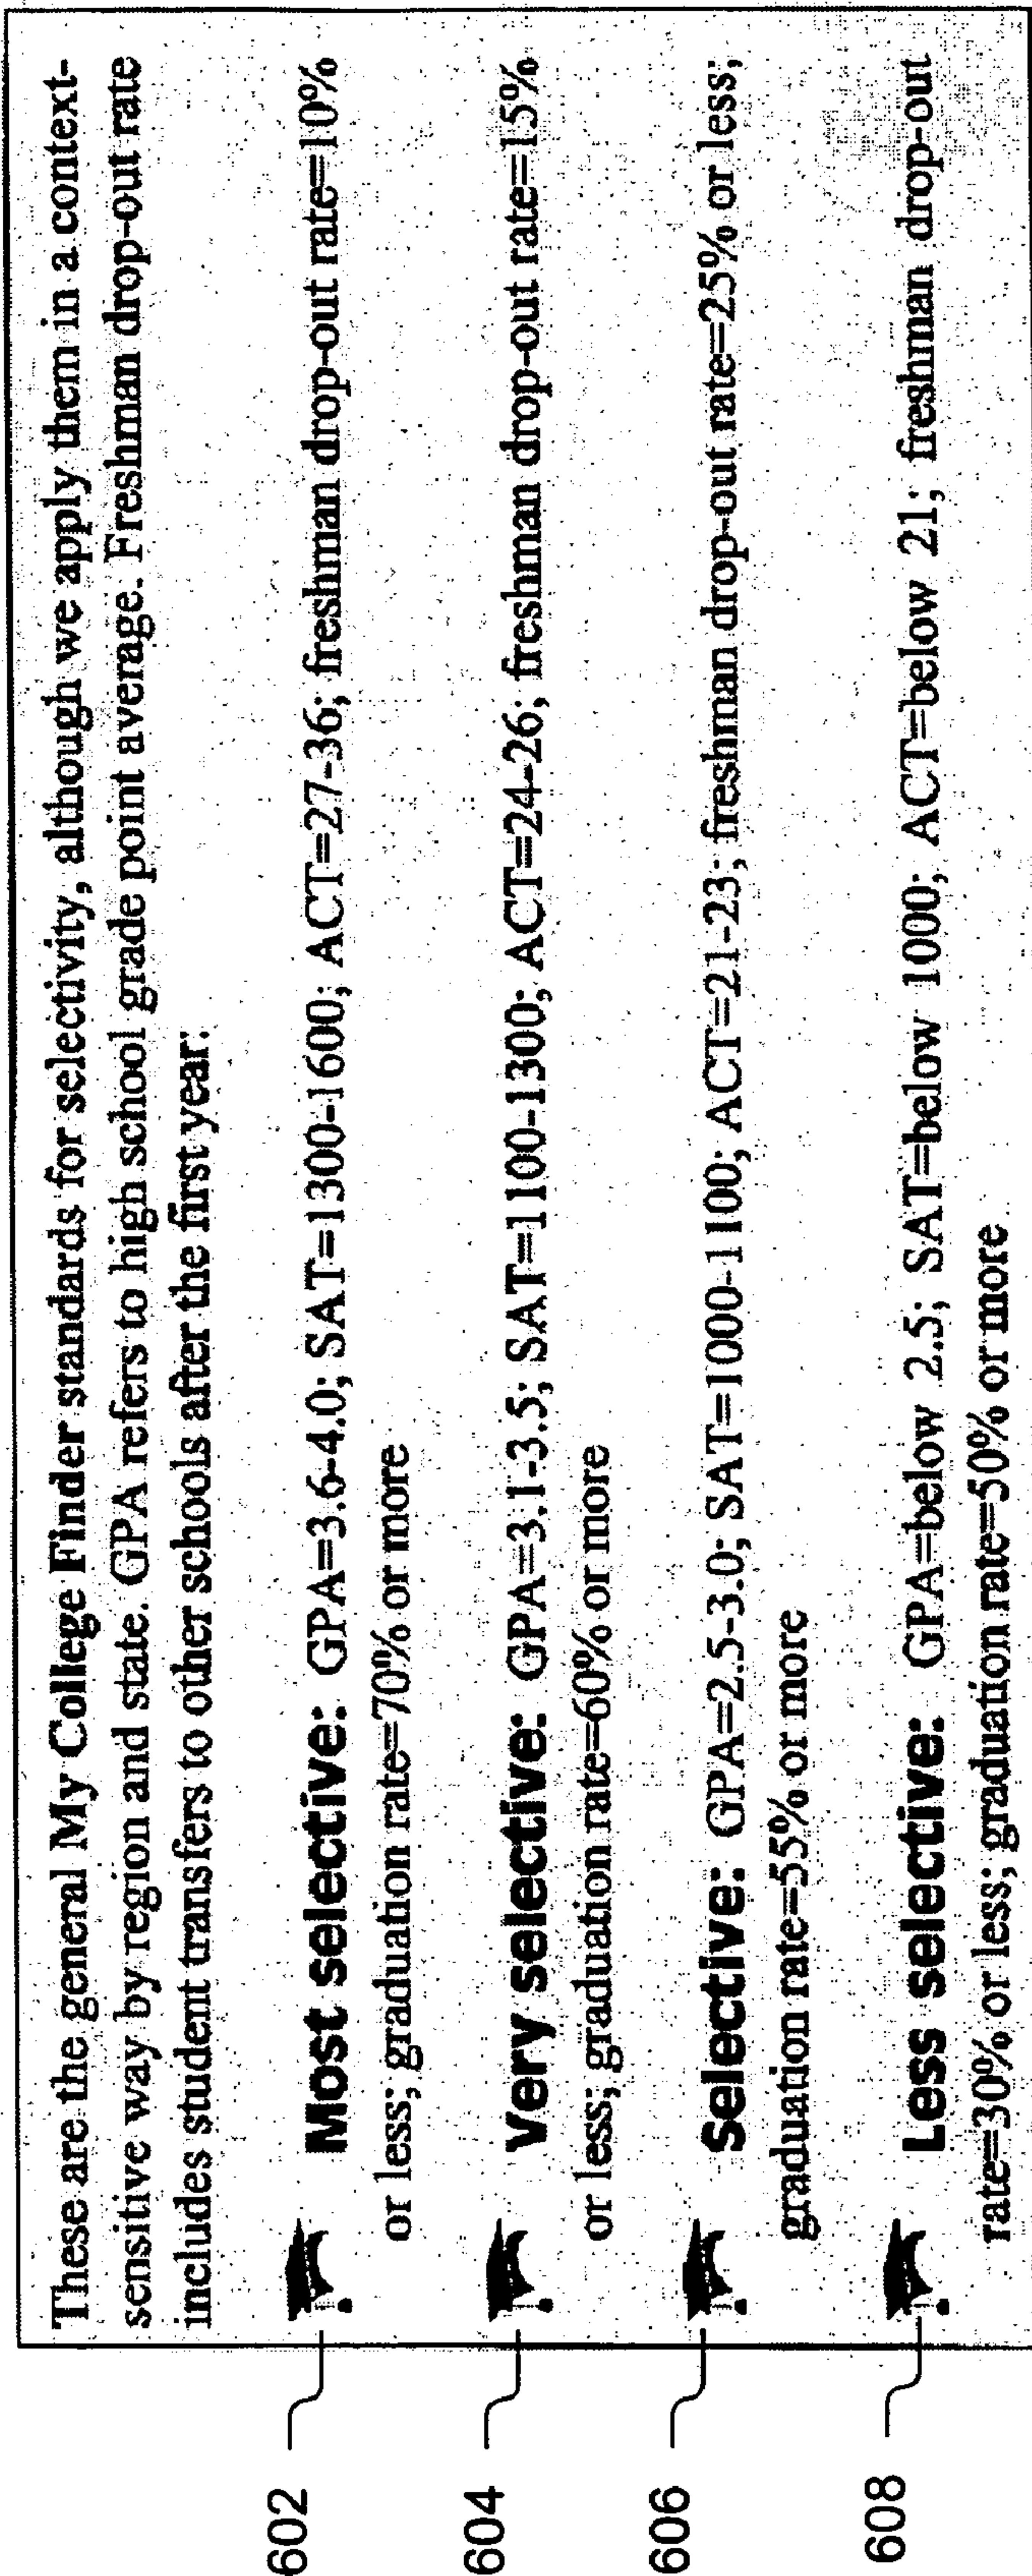 These are the general My College Finder standards for selectivity, although we apply them in a context-
sensitive way by region and state. GPA refers to high school grade point average. Freshman drop-out rate
includes student transfers to other schools after the first year.
602 Most selective: GPA=3.6-4.0; SAT=1300-1600; ACT=27-36; freshman drop-out rate=10%
or less; graduation rate=70% or more
604 Very selective: GPA=3.1-3.5; SAT=1100-1300; ACT=24-26; freshman drop-out rate=15%
or less; graduation rate=60% or more
606 Selective: GPA=2.5-3.0; SAT=1000-1100; ACT=21-23; freshman drop-out rate=25% or less;
graduation rate=55% or more
608 Less selective: GPA=below 2.5; SAT=below 1000; ACT=below 21; freshman drop-out
rate=30% or less; graduation rate=50% or more